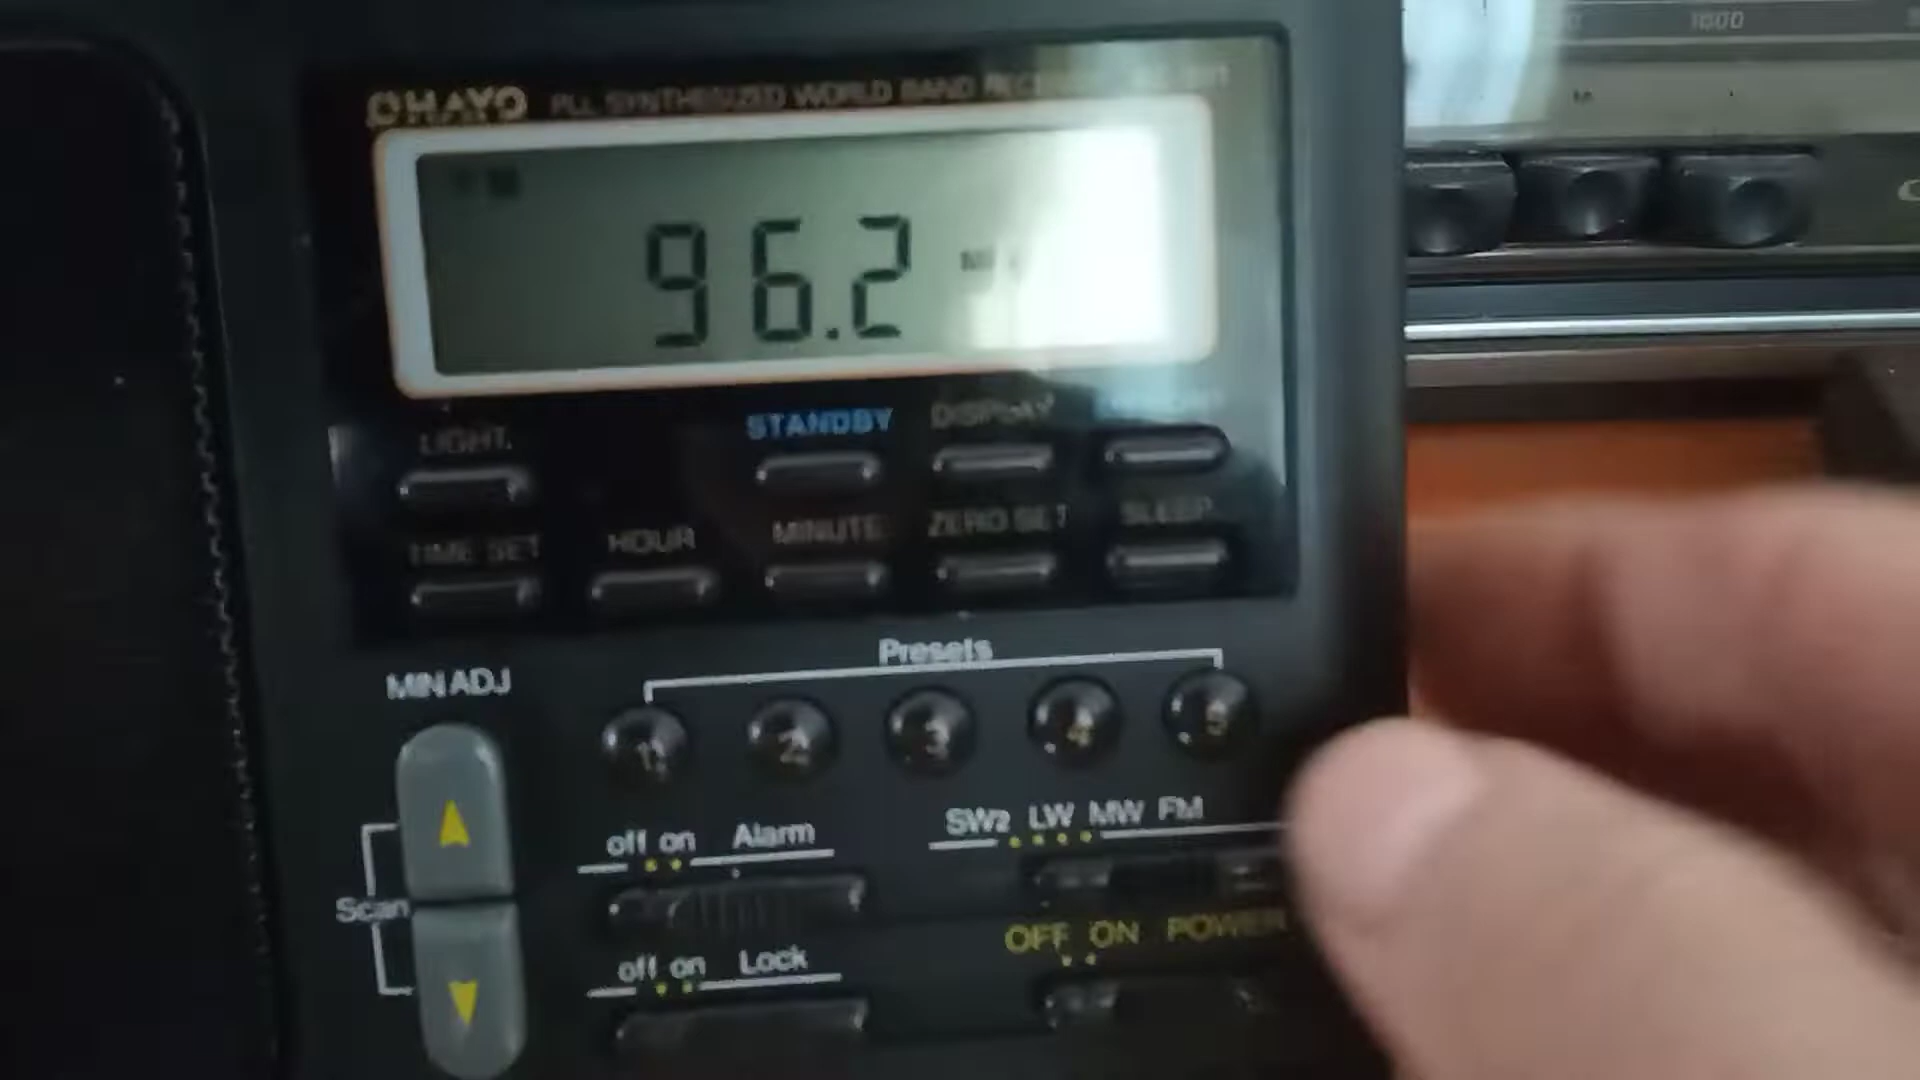 OHAYO PLL SYNTHESIZED WORLD BAND
1000
96.2
LIGHT STANDBY DISPLAY
TIME SET HOUR MINUTE ZERO SET SLEEP
Presets
MIN ADJ
1 2 3 4 5
off on Alarm SW2 LW MW FM
Scan
OFF ON POWER
off on Lock